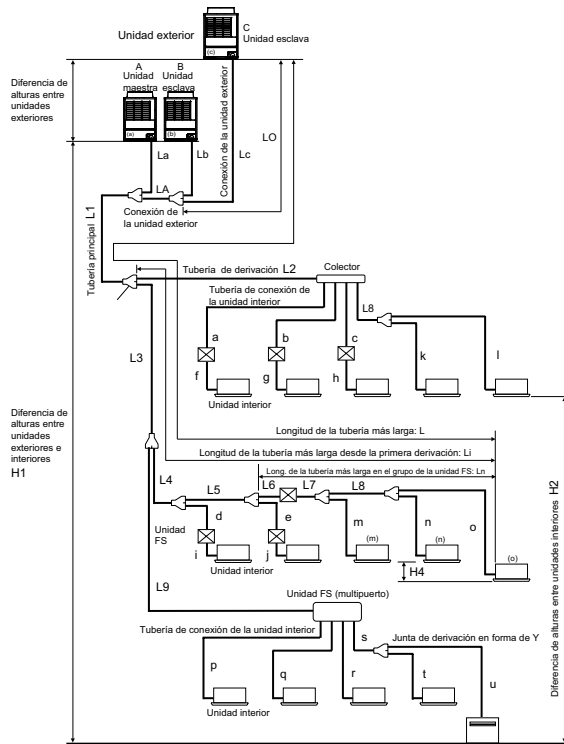 Unidad exterior
C
Unidad esclava
(c)
A
Unidad
maestra
B
Unidad
esclava
Diferencia de
alturas entre
unidades
exteriores
(a)
(b)
Conexión de la unidad exterior
LO
La
Lb
Lc
LA
Conexión de
la unidad exterior
Tubería principal L1
Tubería de derivación L2
Colector
Tubería de conexión de
la unidad interior
L8
L3
a
b
c
k
l
f
g
h
Unidad interior
Diferencia de
alturas entre
unidades
exteriores e
interiores
H1
Longitud de la tubería más larga: L
Longitud de la tubería más larga desde la primera derivación: Li
Long. de la tubería más larga en el grupo de la unidad FS: Ln
L4
L5
L6
L7
L8
d
e
m
n
o
Unidad
FS
i
j
(m)
(n)
(o)
Unidad interior
H4
Diferencia de alturas entre unidades interiores H2
L9
Unidad FS (multipuerto)
Tubería de conexión de la unidad interior
s
Junta de derivación en forma de Y
p
q
r
t
u
Unidad interior